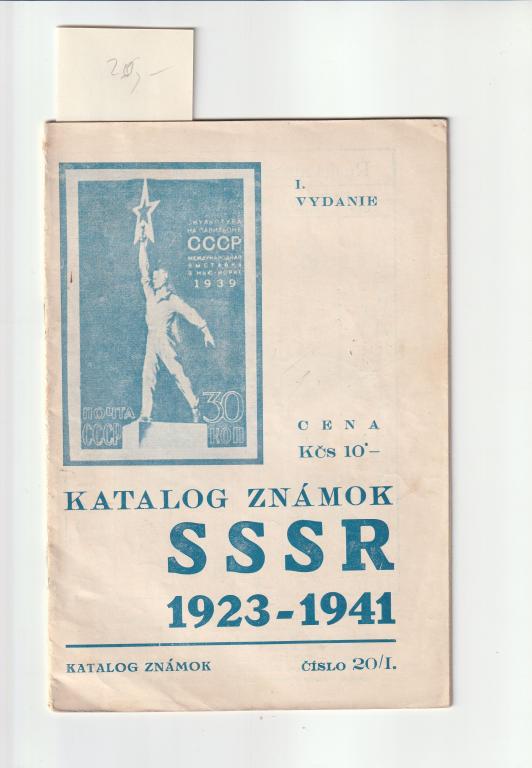 20,-
I.
VYDANIE
СКУЛЬПТУРА
НА ПАВИЛЬОНЕ
СССР
МЕЖДУНАРОДНАЯ
ВЫСТАВКА
В НЬЮ-ЙОРКЕ
1939
ПОЧТА
СССР
30
КОП
CENA
Kčs 10·–
KATALOG ZNÁMOK
SSSR
1923-1941
KATALOG ZNÁMOK
ČÍSLO 20/I.